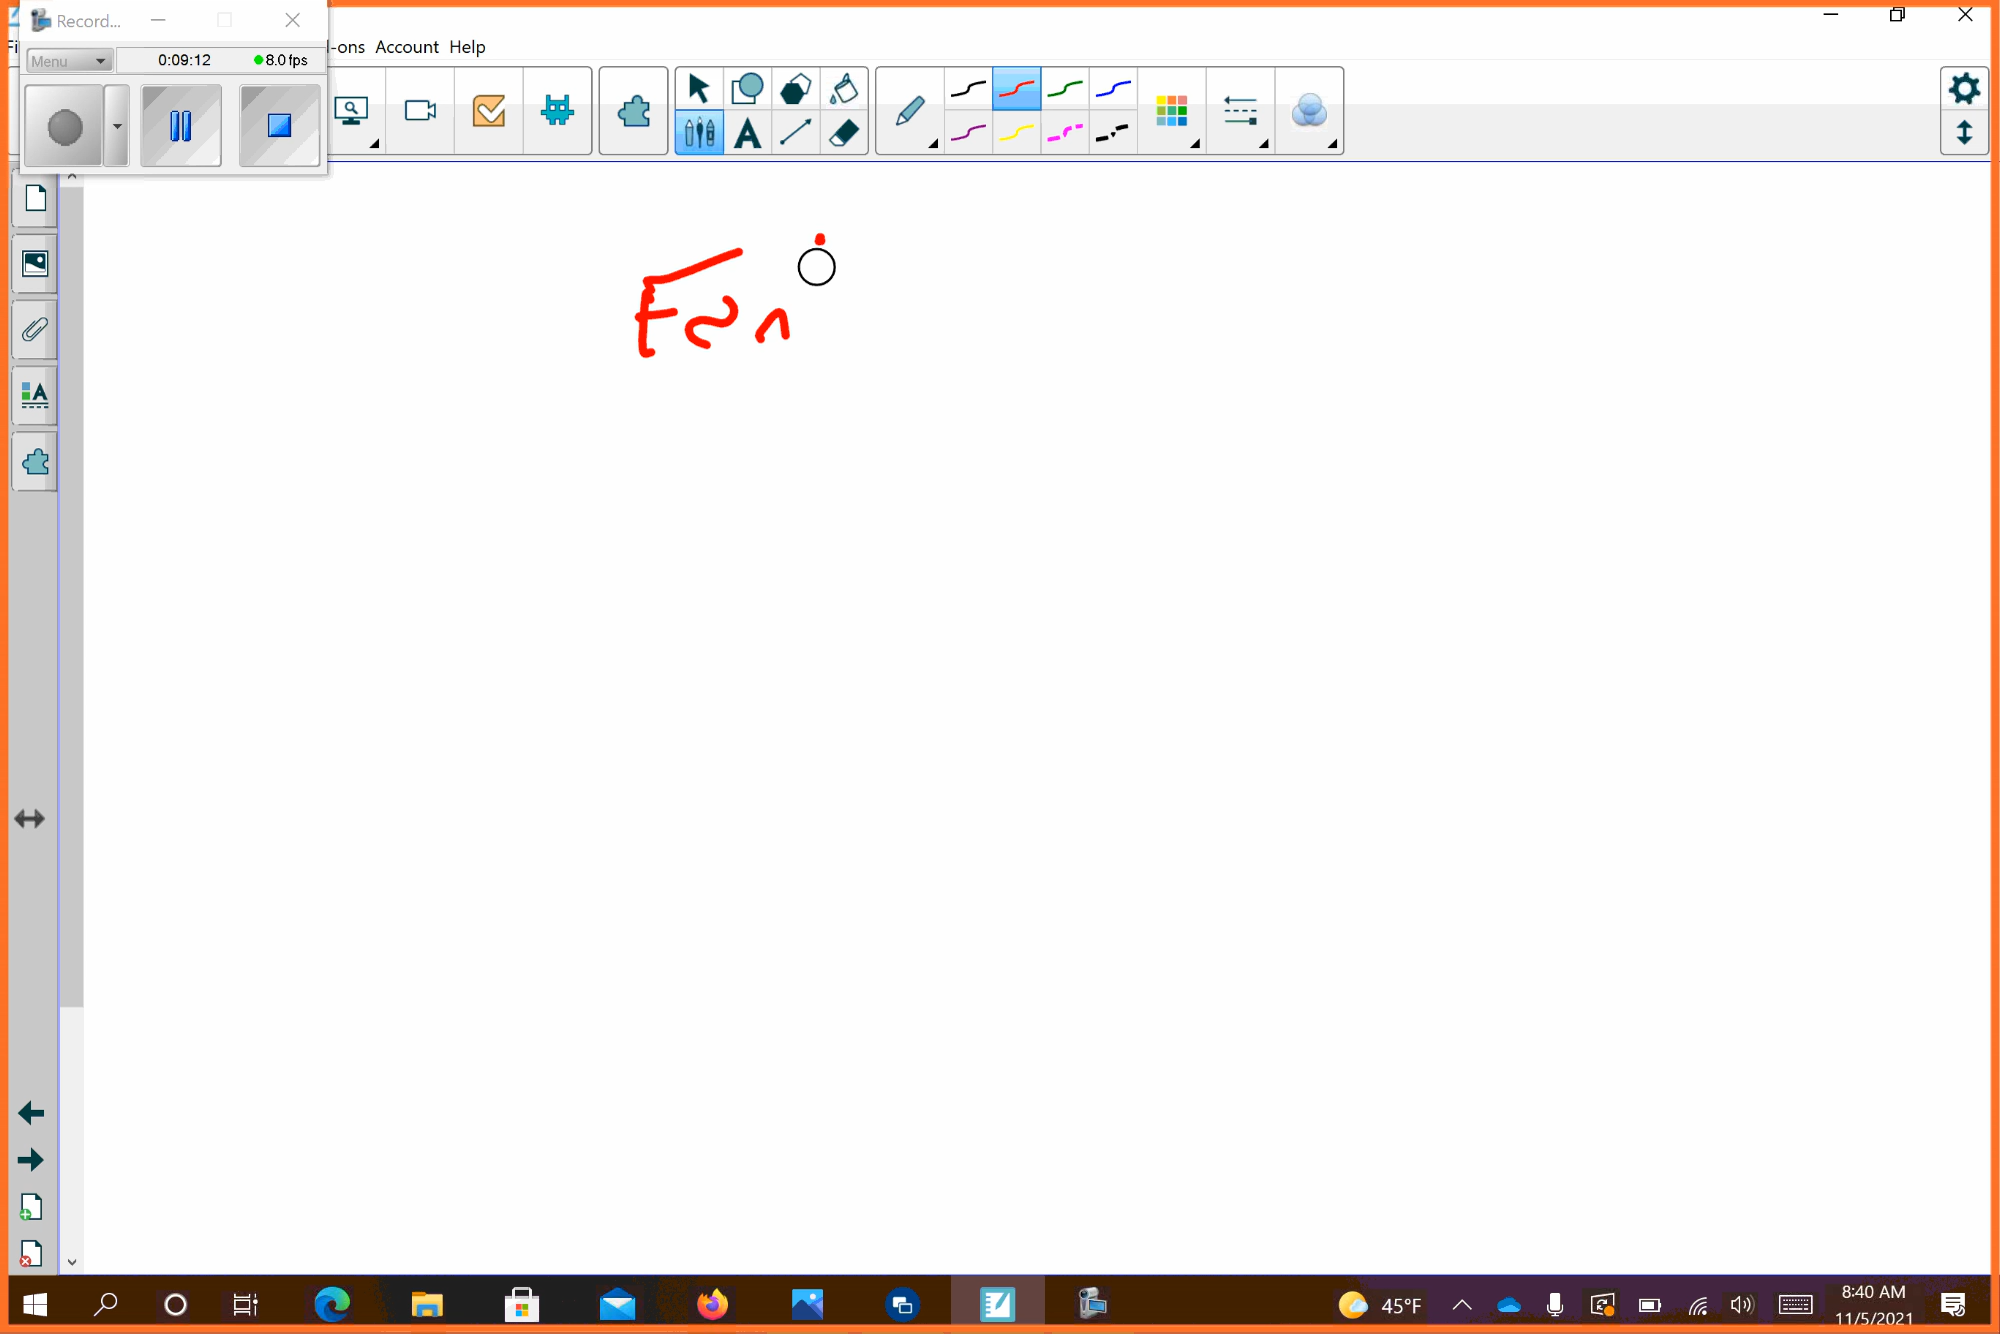 Record...
-ons Account Help
Menu 0:09:12 8.0 fps
45°F
8:40 AM
11/5/2021